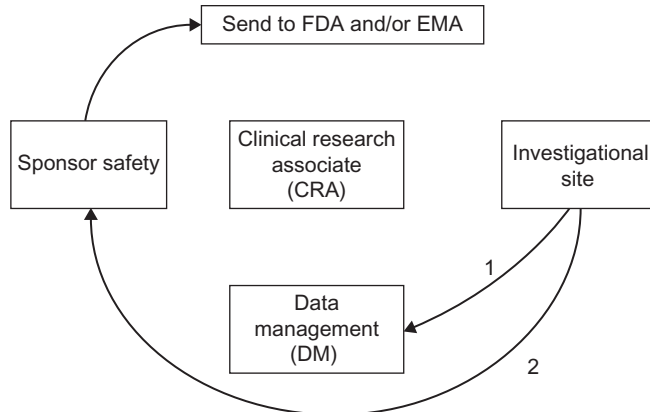 Send to FDA and/or EMA
Sponsor safety
Clinical research
associate
(CRA)
Investigational
site
1
Data
management
(DM)
2